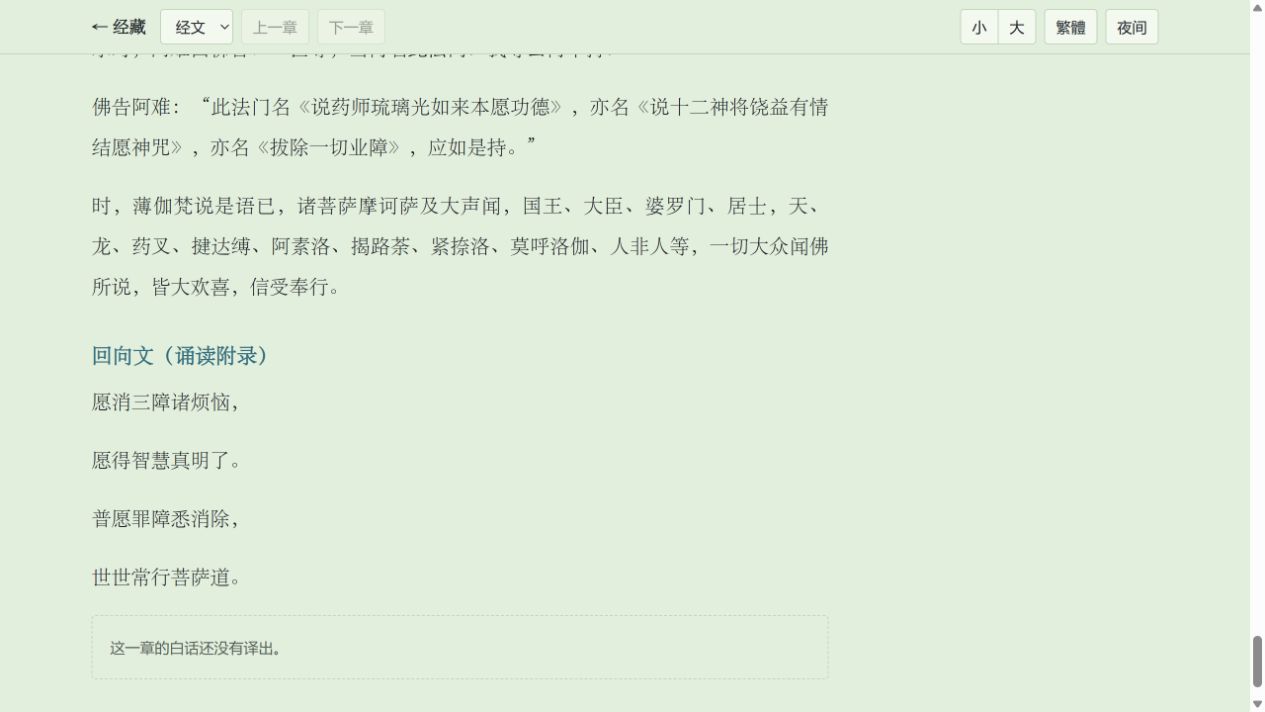 ← 经藏 经文 上一章 下一章 小 大 繁體 夜间
佛告阿难：“此法门名《说药师琉璃光如来本愿功德》，亦名《说十二神将饶益有情
结愿神咒》，亦名《拔除一切业障》，应如是持。”
时，薄伽梵说是语已，诸菩萨摩诃萨及大声闻，国王、大臣、婆罗门、居士，天、
龙、药叉、揵达缚、阿素洛、揭路荼、紧捺洛、莫呼洛伽、人非人等，一切大众闻佛
所说，皆大欢喜，信受奉行。
回向文（诵读附录）
愿消三障诸烦恼，
愿得智慧真明了。
普愿罪障悉消除，
世世常行菩萨道。
这一章的白话还没有译出。